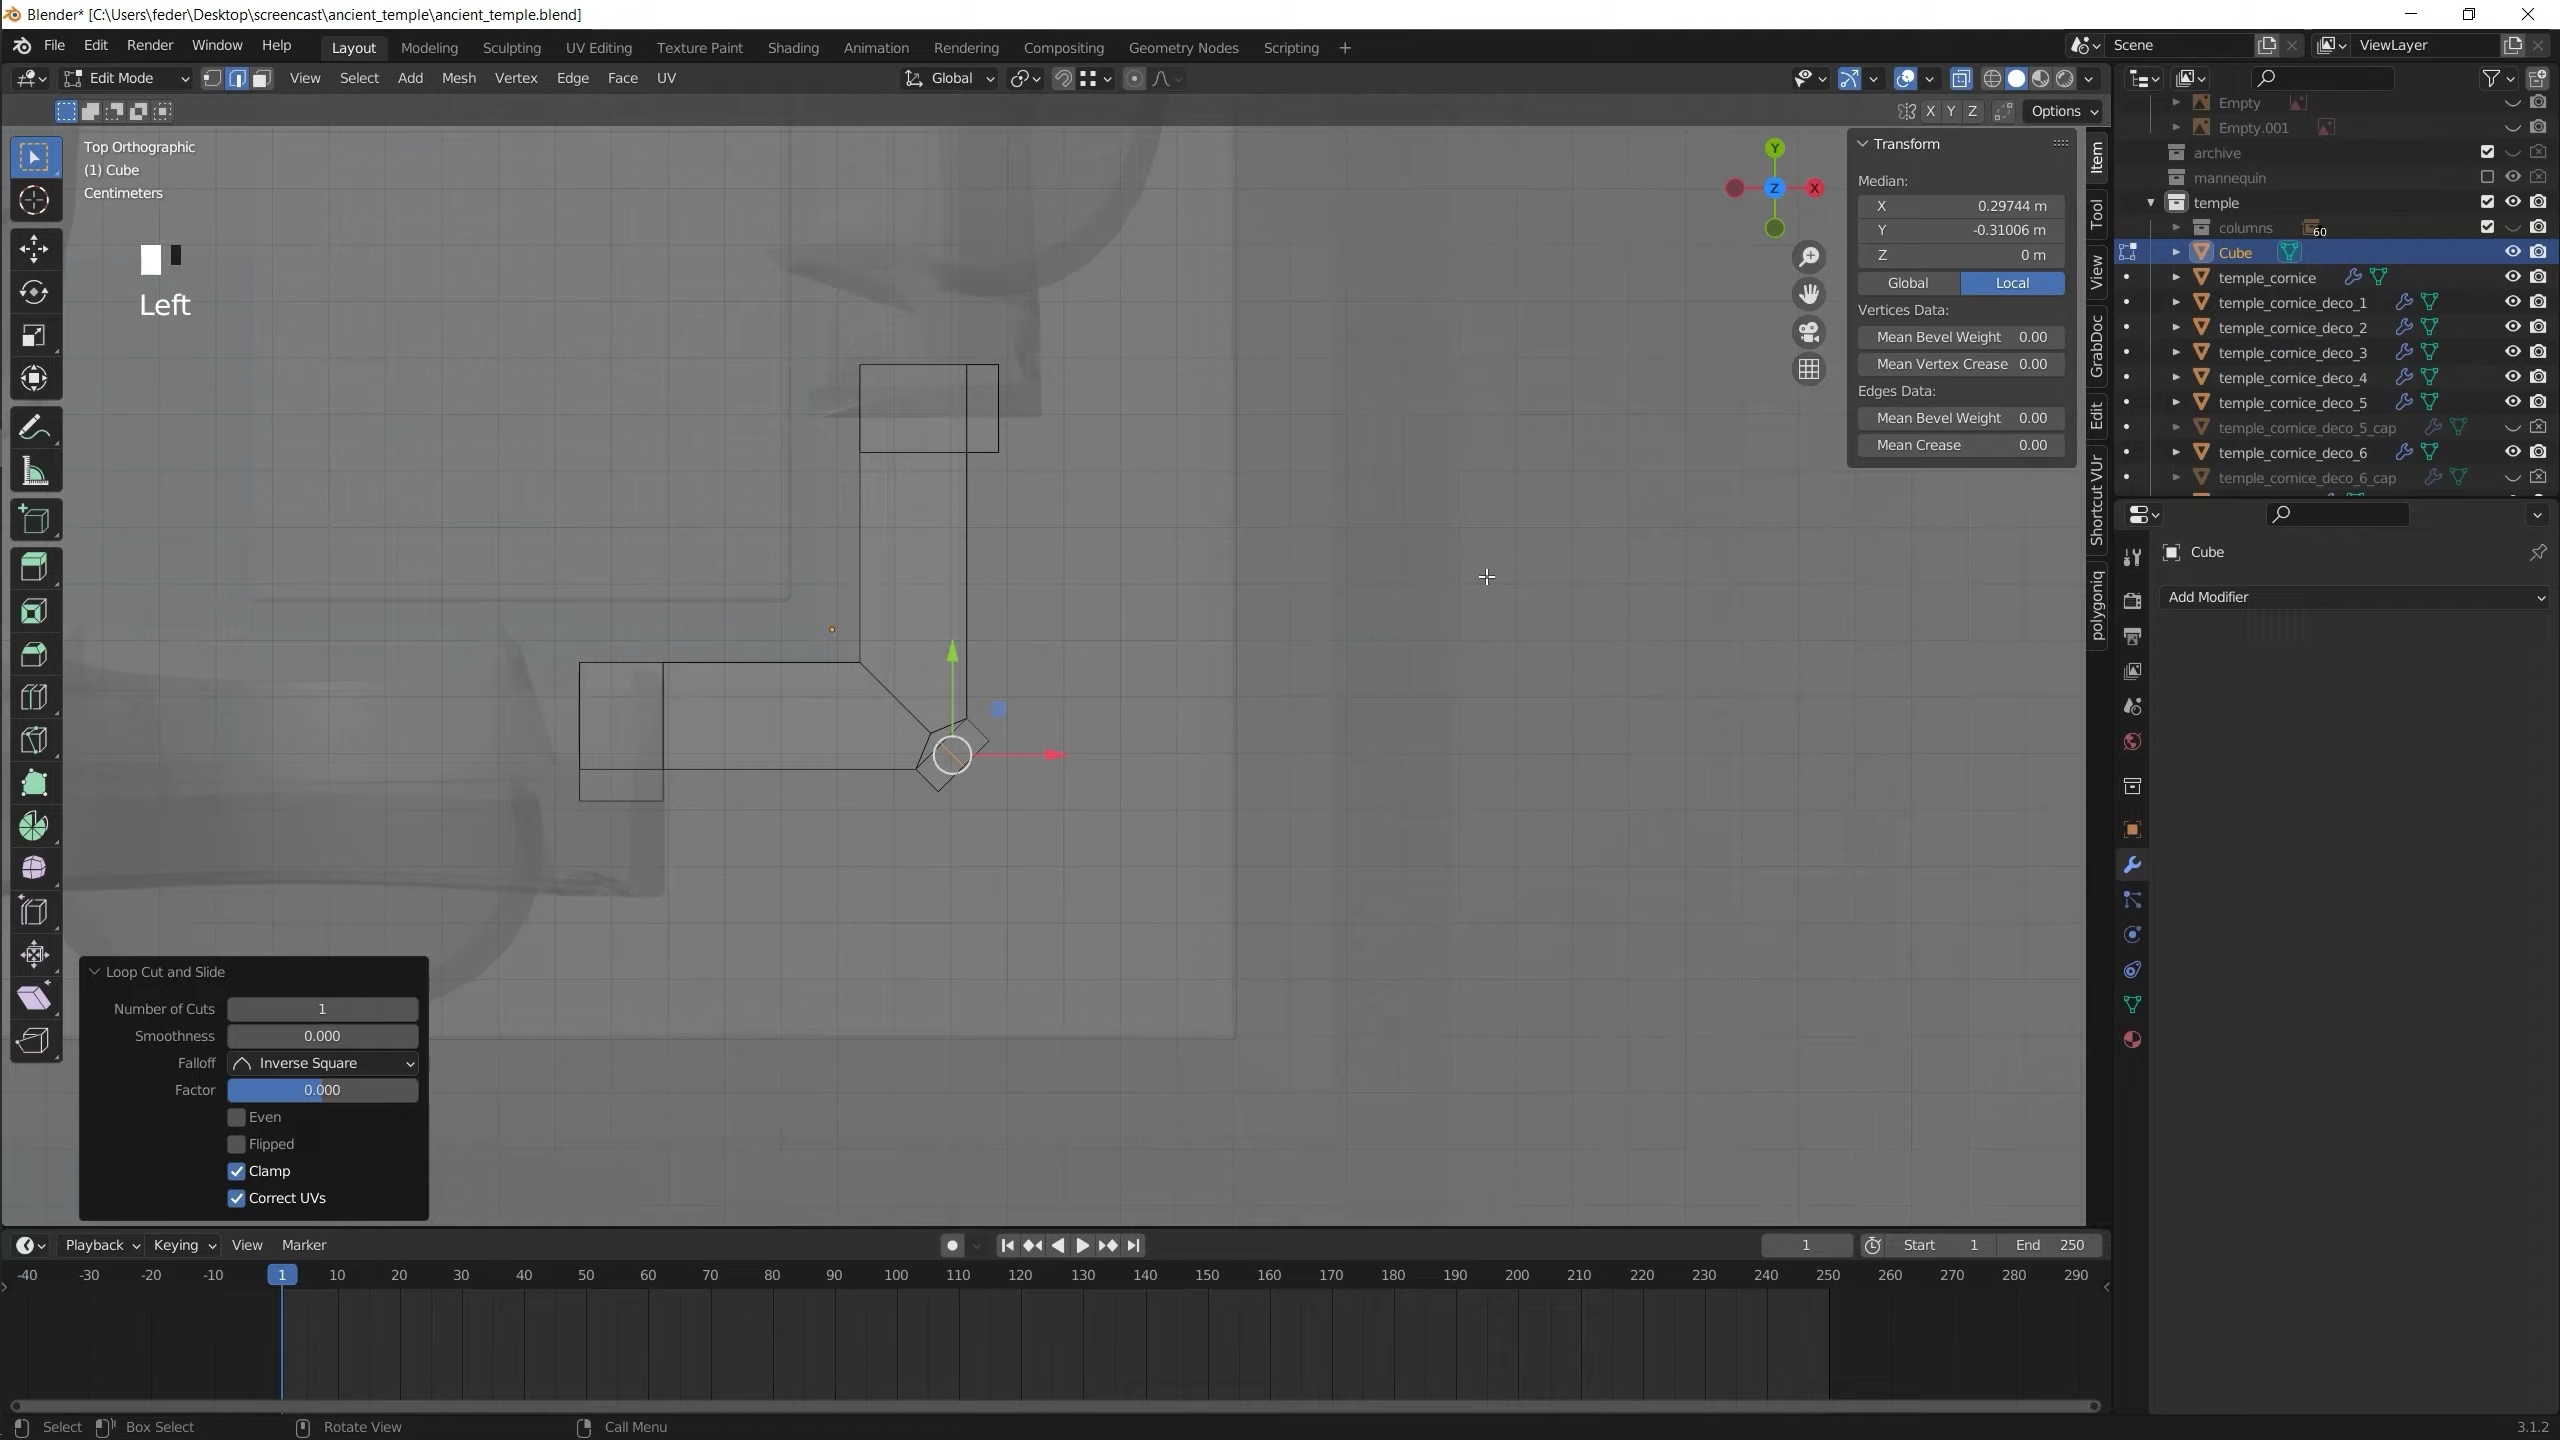 Blender* [C:\Users\feder\Desktop\screencast\ancient_temple\ancient_temple.blend]
File Edit Render Window Help Layout Modeling Sculpting UV Editing Texture Paint Shading Animation Rendering Compositing Geometry Nodes Scripting + Scene ViewLayer
Edit Mode View Select Add Mesh Vertex Edge Face UV Global
X Y Z Options
Top Orthographic
(1) Cube
Centimeters
Left
Y
Z X
Transform
Median:
X 0.29744 m
Y -0.31006 m
Z 0 m
Global Local
Vertices Data:
Mean Bevel Weight 0.00
Mean Vertex Crease 0.00
Edges Data:
Mean Bevel Weight 0.00
Mean Crease 0.00
Item
Tool
View
GrabDoc
Edit
Shortcut VUr
polygoniq
Empty
Empty.001
archive
mannequin
temple
columns 60
Cube
temple_cornice
temple_cornice_deco_1
temple_cornice_deco_2
temple_cornice_deco_3
temple_cornice_deco_4
temple_cornice_deco_5
temple_cornice_deco_5_cap
temple_cornice_deco_6
temple_cornice_deco_6_cap
Cube
Add Modifier
Loop Cut and Slide
Number of Cuts 1
Smoothness 0.000
Falloff Inverse Square
Factor 0.000
Even
Flipped
Clamp
Correct UVs
Playback Keying View Marker 1 Start 1 End 250
-40 -30 -20 -10 1 10 20 30 40 50 60 70 80 90 100 110 120 130 140 150 160 170 180 190 200 210 220 230 240 250 260 270 280 290
Select Box Select Rotate View Call Menu 3.1.2